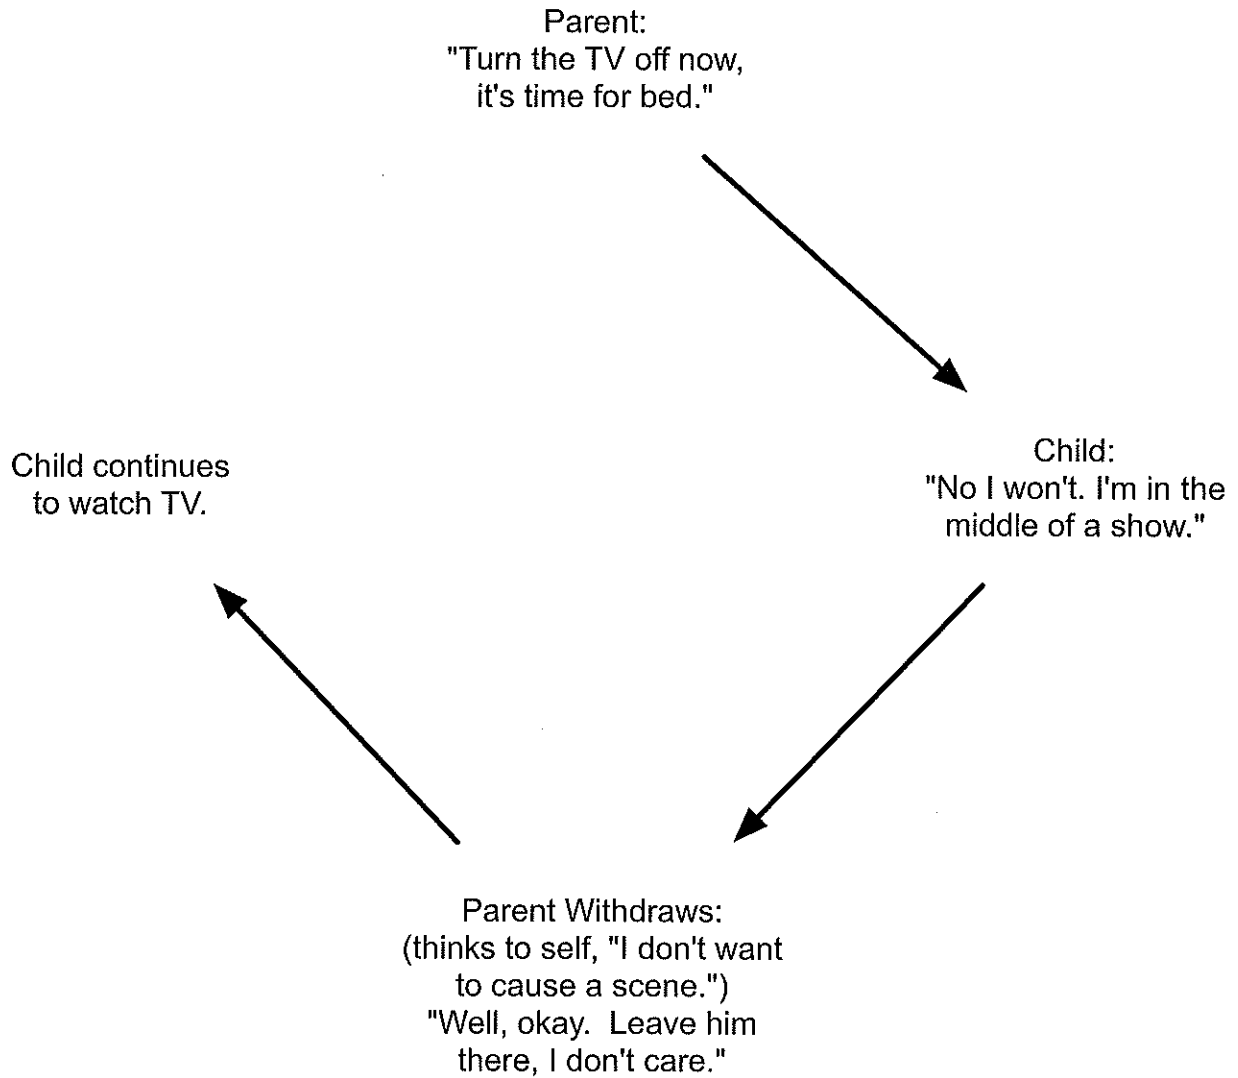 Parent:
"Turn the TV off now,
it's time for bed."
Child:
"No I won't. I'm in the
middle of a show."
Parent Withdraws:
(thinks to self, "I don't want
to cause a scene.")
"Well, okay.  Leave him
there, I don't care."
Child continues
to watch TV.